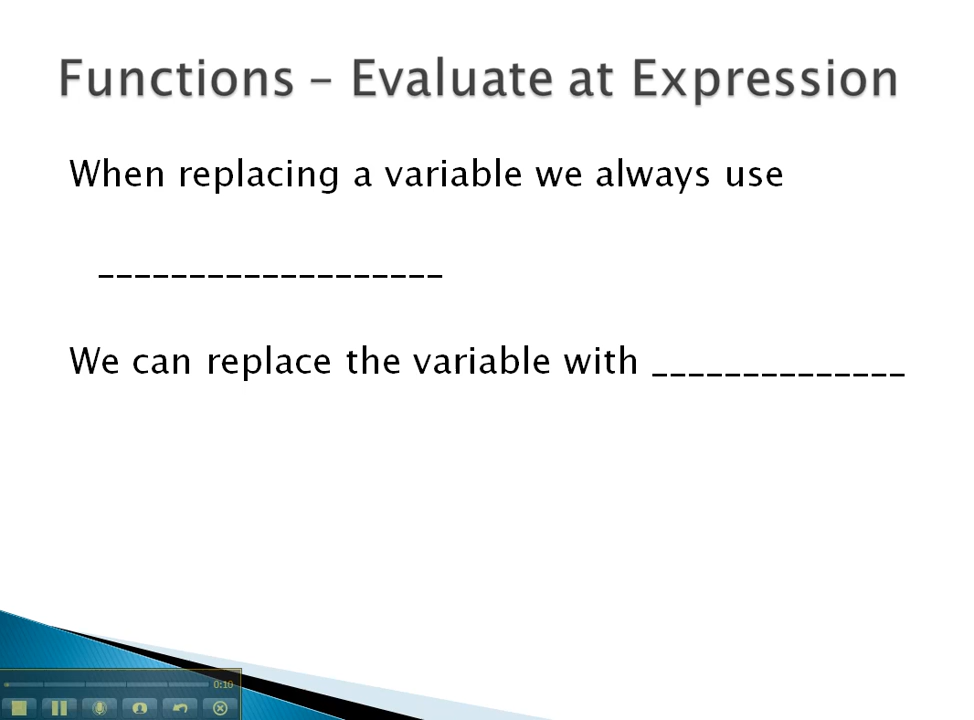 Functions – Evaluate at Expression
When replacing a variable we always use
___________________
We can replace the variable with ______________
0:10